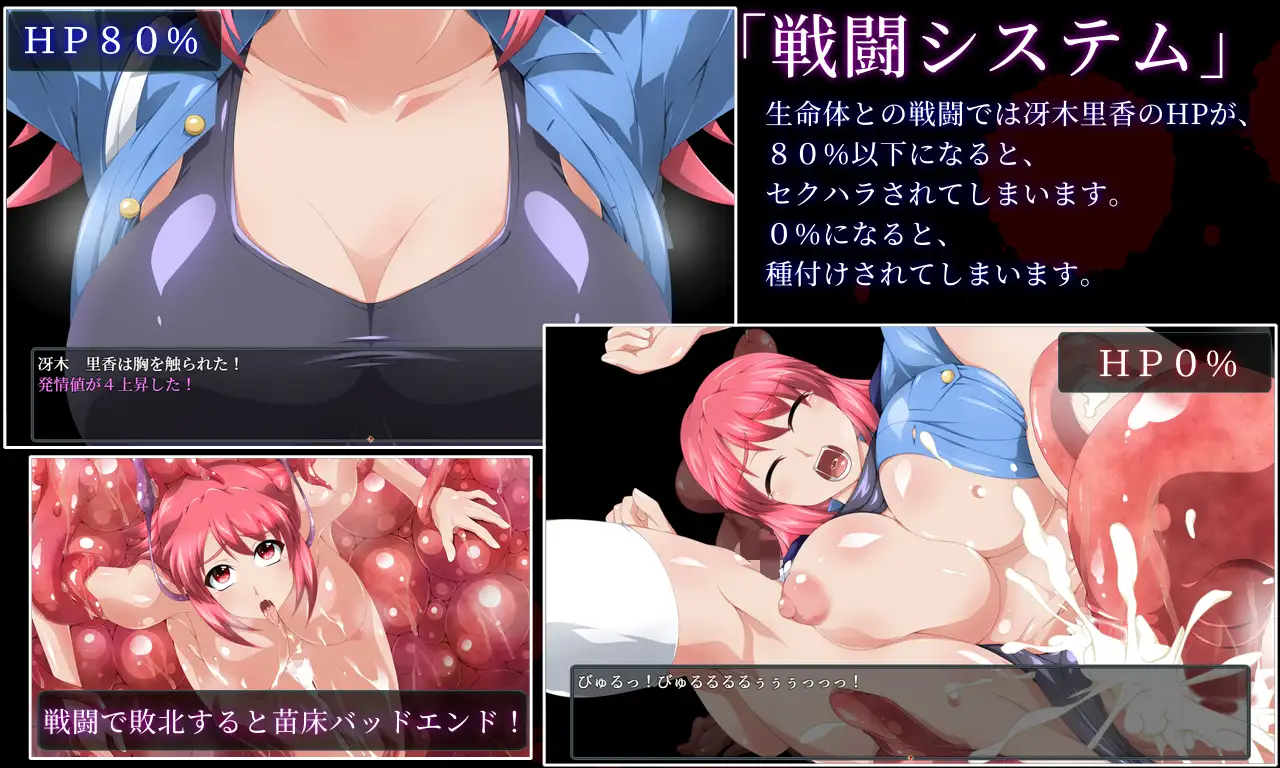 HP80%
「戦闘システム」
生命体との戦闘では冴木里香のHPが、
80%以下になると、
セクハラされてしまいます。
0%になると、
種付けされてしまいます。
冴木　里香は胸を触られた!
発情値が4上昇した!
HP0%
びゅるっ!びゅるるるるぅぅぅっっっ!
戦闘で敗北すると苗床バッドエンド!